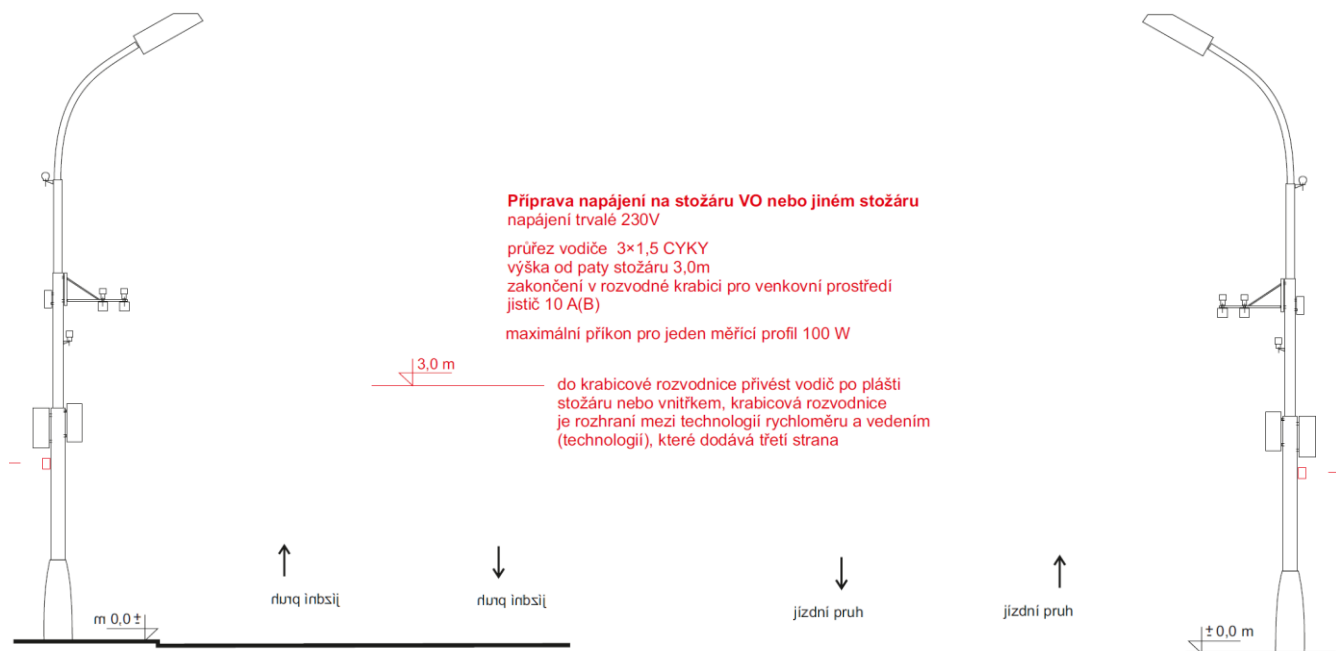 Příprava napájení na stožáru VO nebo jiném stožáru
napájení trvalé 230V
průřez vodiče 3×1,5 CYKY
výška od paty stožáru 3,0m
zakončení v rozvodné krabici pro venkovní prostředí
jistič 10 A(B)
maximální příkon pro jeden měřící profil 100 W
3,0 m
do krabicové rozvodnice přivést vodič po plášti
stožáru nebo vnitřkem, krabicová rozvodnice
je rozhraní mezi technologií rychloměru a vedením
(technologií), které dodává třetí strana
jízdní pruh
jízdní pruh
jízdní pruh
jízdní pruh
m 0,0 ±
± 0,0 m